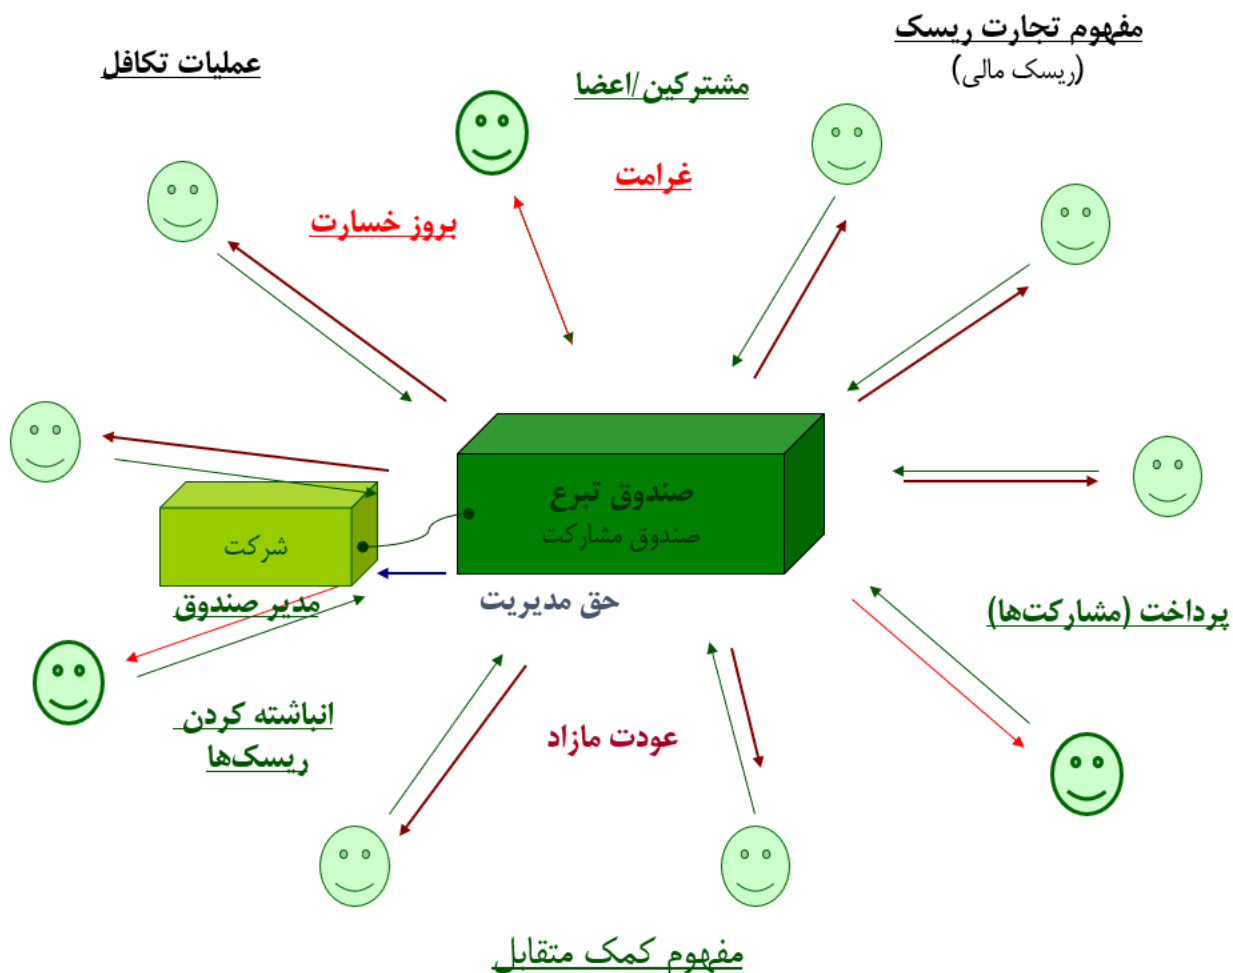 مفهوم تجارت ریسک
(ریسک مالی)
عملیات تکافل
مشترکین/اعضا
غرامت
بروز خسارت
صندوق تبرع
صندوق مشارکت
شرکت
مدیر صندوق
حق مدیریت
پرداخت (مشارکت‌ها)
انباشته کردن
ریسک‌ها
عودت مازاد
مفهوم کمک متقابل